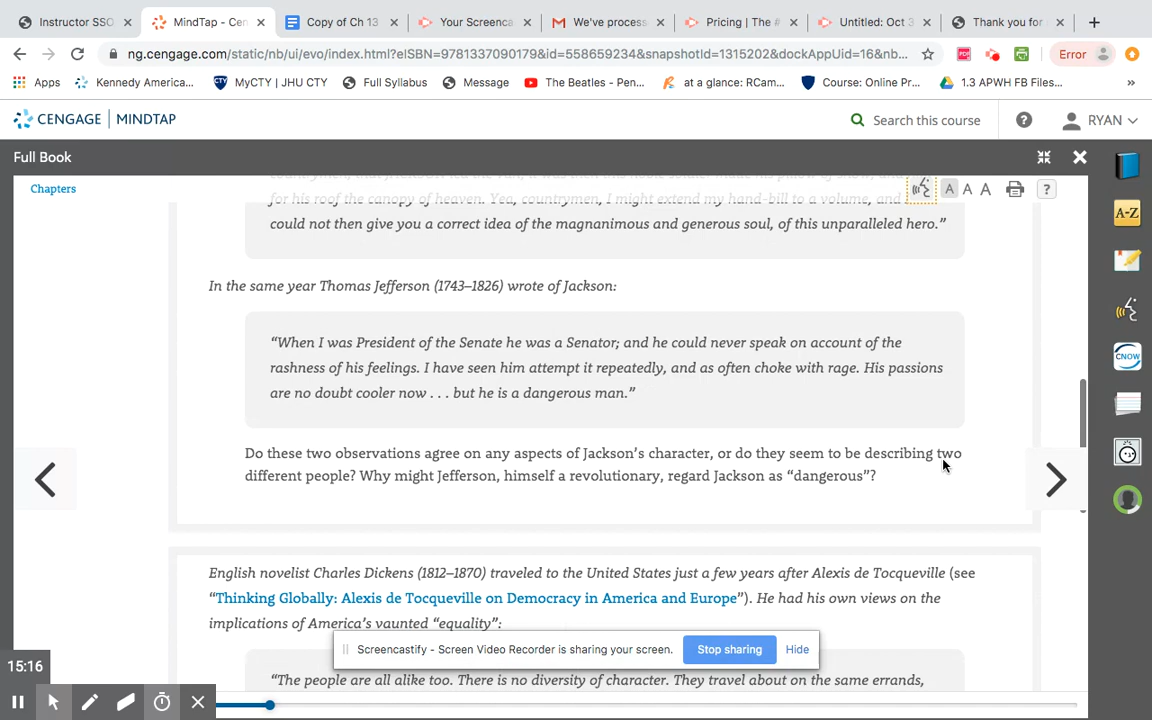 Instructor SSO
MindTap - Cen
Copy of Ch 13
Your Screenca
We've process
Pricing | The #
Untitled: Oct 3
Thank you for
ng.cengage.com/static/nb/ui/evo/index.html?eISBN=9781337090179&id=558659234&snapshotId=1315202&dockAppUid=16&nb...
Error
Apps
Kennedy America...
MyCTY | JHU CTY
Full Syllabus
Message
The Beatles - Pen...
at a glance: RCam...
Course: Online Pr...
1.3 APWH FB Files...
»
CENGAGE | MINDTAP
Search this course
RYAN
Full Book
Chapters
A A A ?
for his roof the canopy of heaven. Yea, countrymen, I might extend my hand-bill to a volume, and
could not then give you a correct idea of the magnanimous and generous soul, of this unparalleled hero.”
In the same year Thomas Jefferson (1743–1826) wrote of Jackson:
“When I was President of the Senate he was a Senator; and he could never speak on account of the
rashness of his feelings. I have seen him attempt it repeatedly, and as often choke with rage. His passions
are no doubt cooler now . . . but he is a dangerous man.”
Do these two observations agree on any aspects of Jackson’s character, or do they seem to be describing two
different people? Why might Jefferson, himself a revolutionary, regard Jackson as “dangerous”?
English novelist Charles Dickens (1812–1870) traveled to the United States just a few years after Alexis de Tocqueville (see
“Thinking Globally: Alexis de Tocqueville on Democracy in America and Europe”). He had his own views on the
implications of America’s vaunted “equality”:
Screencastify - Screen Video Recorder is sharing your screen.
Stop sharing
Hide
“The people are all alike too. There is no diversity of character. They travel about on the same errands,
15:16
A-Z
CNOW